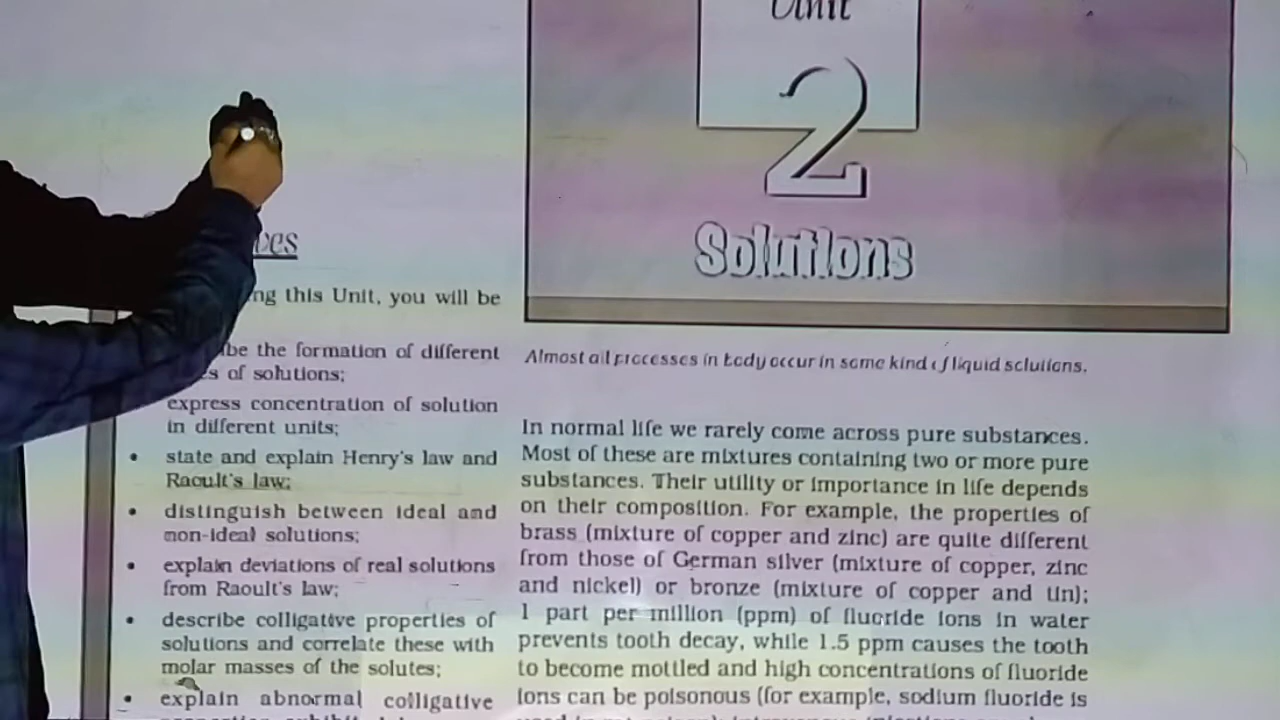 Unit
2
Solutions
ng this Unit, you will be
the formation of different
of solutions;
express concentration of solution
in different units;
• state and explain Henry's law and
Raoult's law;
• distinguish between ideal and
non-ideal solutions;
• explain deviations of real solutions
from Raoult's law;
• describe colligative properties of
solutions and correlate these with
molar masses of the solutes;
• explain abnormal colligative
Almost all processes in body occur in some kind of liquid solutions.
In normal life we rarely come across pure substances.
Most of these are mixtures containing two or more pure
substances. Their utility or importance in life depends
on their composition. For example, the properties of
brass (mixture of copper and zinc) are quite different
from those of German silver (mixture of copper, zinc
and nickel) or bronze (mixture of copper and tin);
1 part per million (ppm) of fluoride ions in water
prevents tooth decay, while 1.5 ppm causes the tooth
to become mottled and high concentrations of fluoride
ions can be poisonous (for example, sodium fluoride is